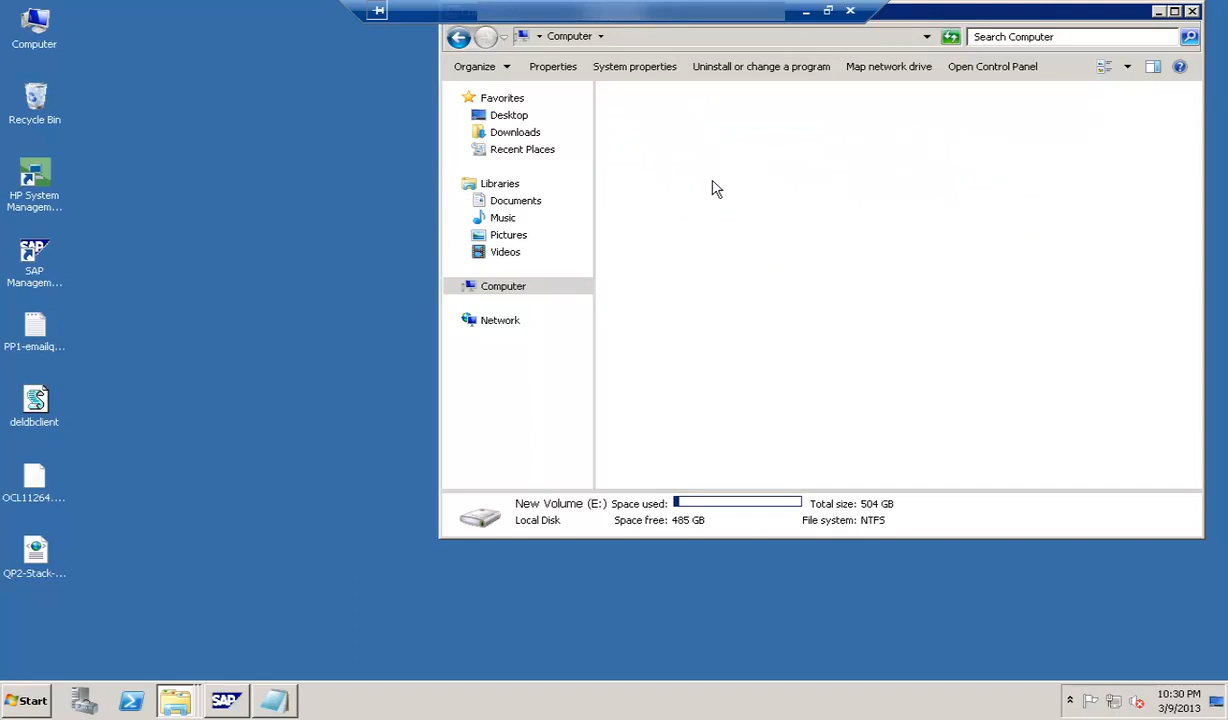 Computer
Recycle Bin
HP System
Managem...
SAP
SAP
Managem...
PP1-emailq...
deldbclient
OCL11264....
QP2-Stack-...
Computer
Search Computer
Organize
Properties
System properties
Uninstall or change a program
Map network drive
Open Control Panel
Favorites
Desktop
Downloads
Recent Places
Libraries
Documents
Music
Pictures
Videos
Computer
Network
New Volume (E:) Space used: Total size: 504 GB
Local Disk Space free: 485 GB File system: NTFS
Start
SAP
10:30 PM
3/9/2013